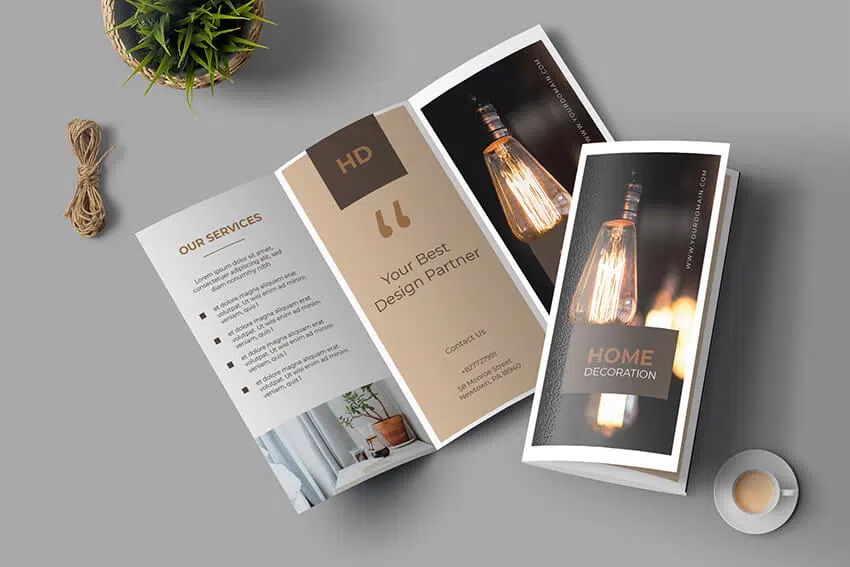 OUR SERVICES
Lorem ipsum dolor sit amet,
consectetuer adipiscing elit, sed
diam nonummy nibh
et dolore magna aliquam erat
volutpat. Ut wisi enim ad minim
veniam, quis l
et dolore magna aliquam erat
volutpat. Ut wisi enim ad minim
veniam, quis l
et dolore magna aliquam erat
volutpat. Ut wisi enim ad minim
veniam, quis l
et dolore magna aliquam erat
volutpat. Ut wisi enim ad minim
veniam, quis l
HD
“
Your Best
Design Partner
Contact Us
+827727991
58 Monroe Street
Newtown, PA 18940
WWW.YOURDOMAIN.COM
WWW.YOURDOMAIN.COM
HOME
DECORATION